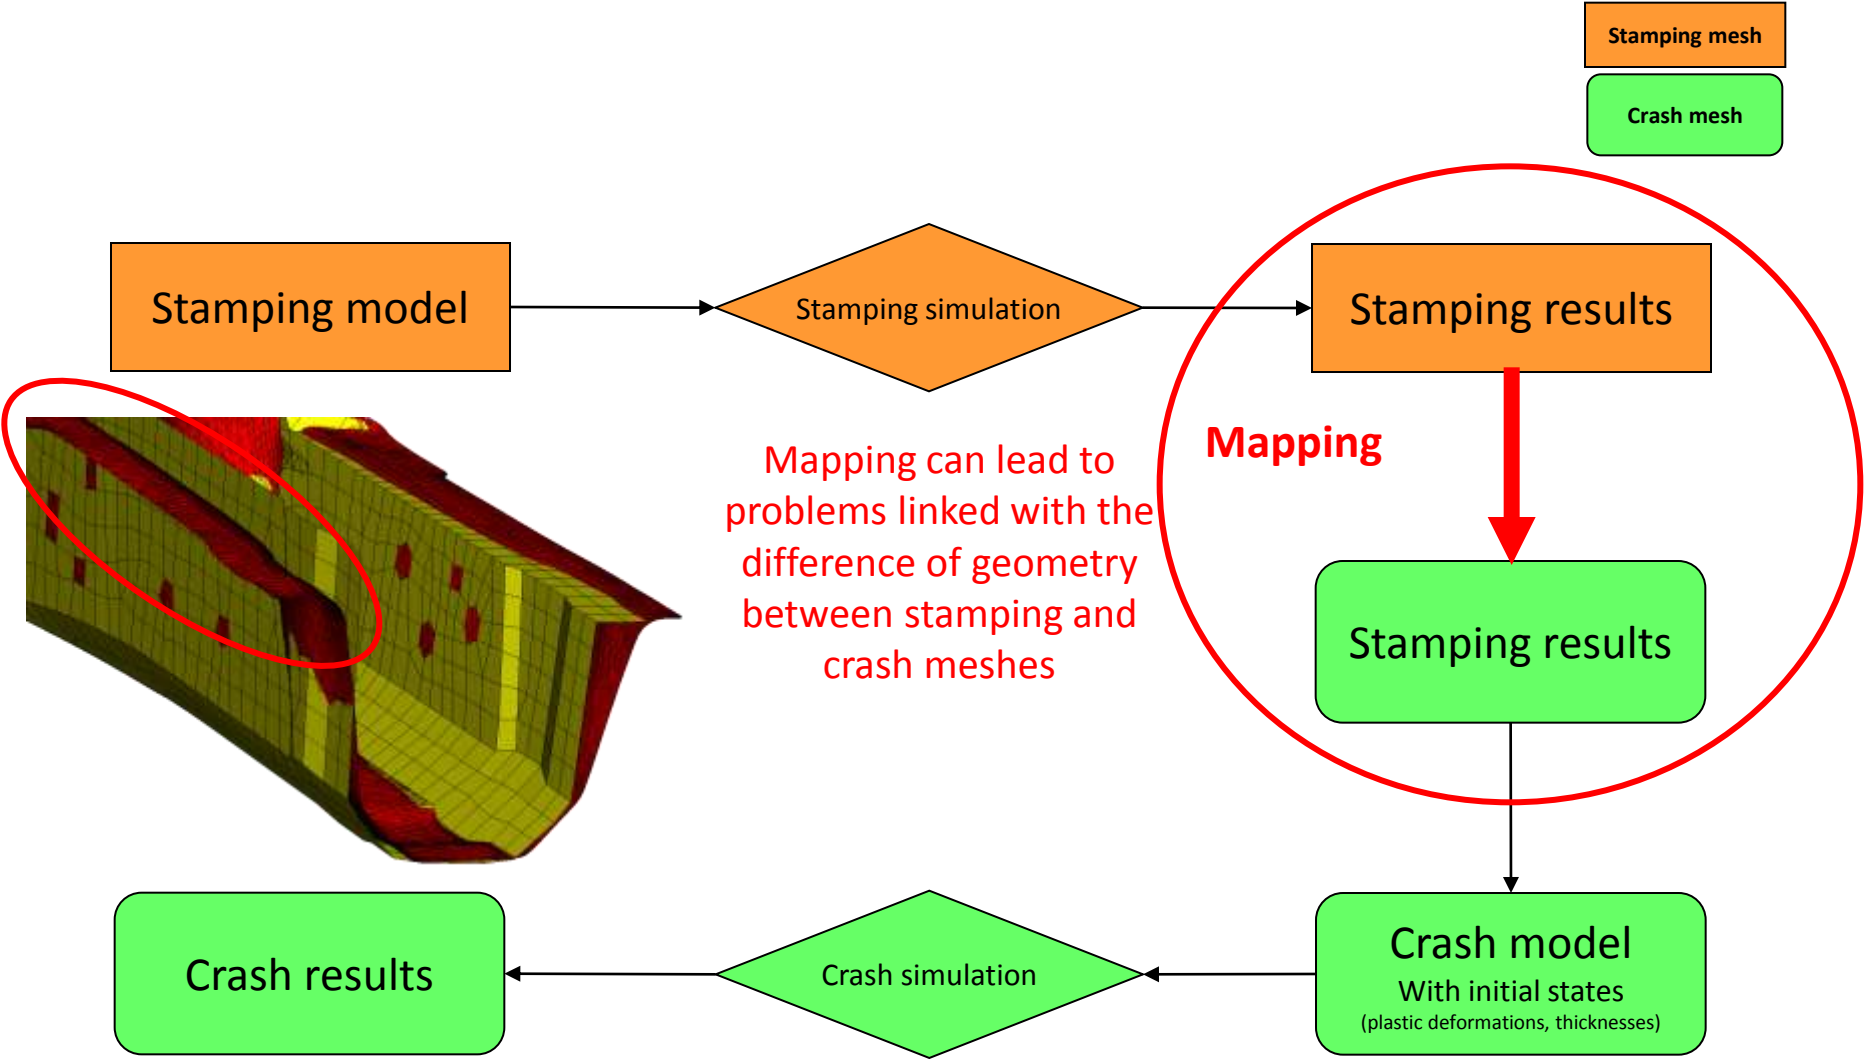 Stamping mesh
Crash mesh
Stamping model
Stamping simulation
Stamping results
Mapping
Mapping can lead to
problems linked with the
difference of geometry
between stamping and
crash meshes
Stamping results
Crash results
Crash simulation
Crash model
With initial states
(plastic deformations, thicknesses)